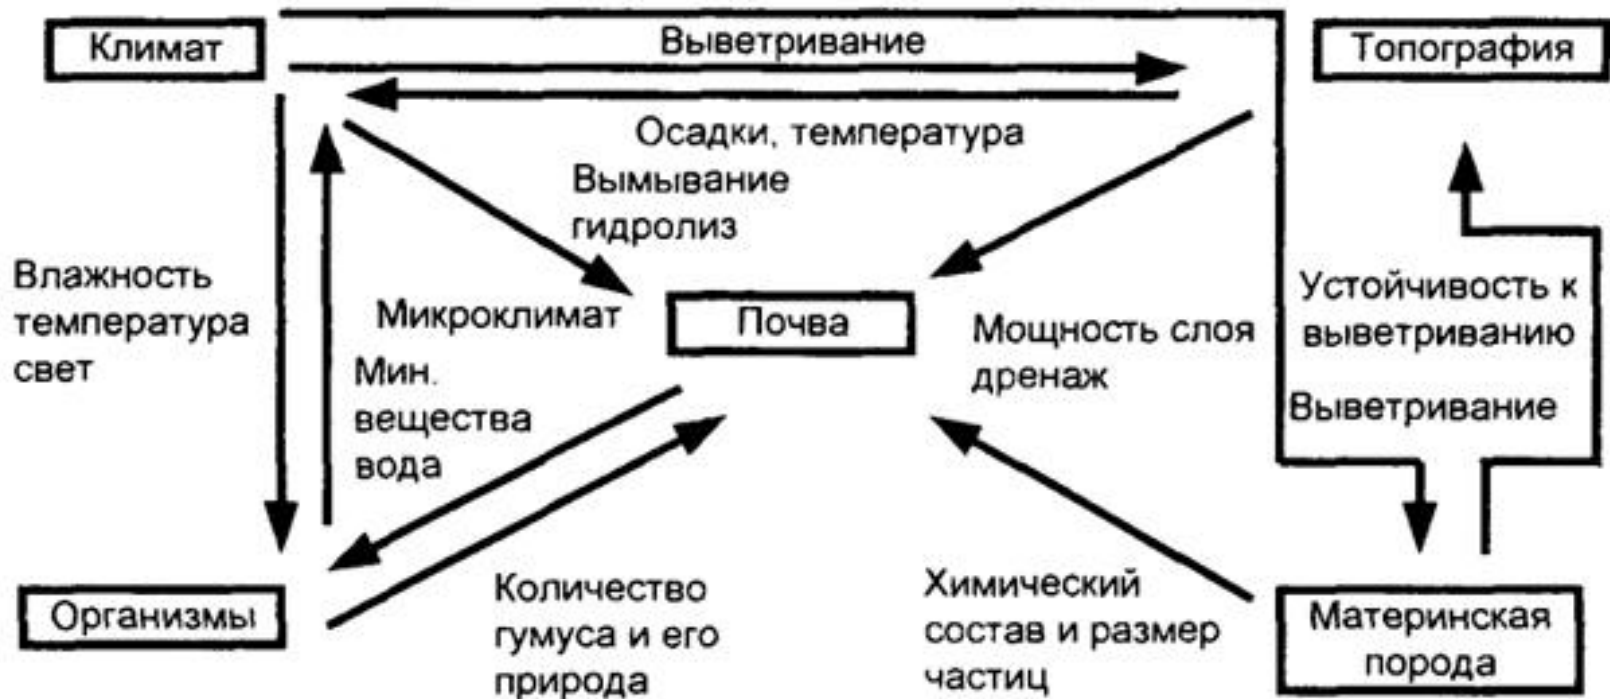 Климат
Выветривание
Топография
Осадки, температура
Вымывание
гидролиз
Влажность
температура
свет
Микроклимат
Почва
Мощность слоя
дренаж
Устойчивость к
выветриванию
Выветривание
Мин.
вещества
вода
Организмы
Количество
гумуса и его
природа
Химический
состав и размер
частиц
Материнская
порода